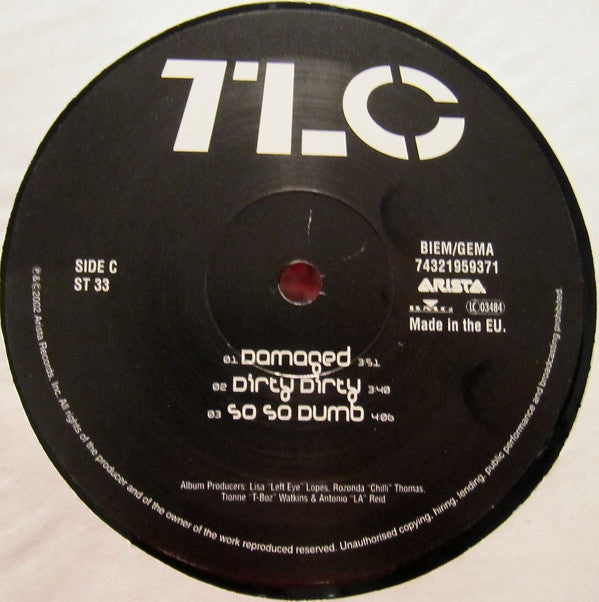 TLC
SIDE C
ST 33
BIEM/GEMA
74321959371
ARISTA
BMG LC 03484
Made in the EU.
01 Damaged 3:51
02 Dirty Dirty 3:40
03 So So Dumb 4:06
Album Producers: Lisa "Left Eye" Lopes, Rozonda "Chilli" Thomas.
Tionne "T-Boz" Watkins & Antonio "LA" Reid
℗&©2002 Arista Records, Inc. All rights of the producer and of the owner of the work reproduced reserved. Unauthorised copying, hiring, lending, public performance and broadcasting prohibited.